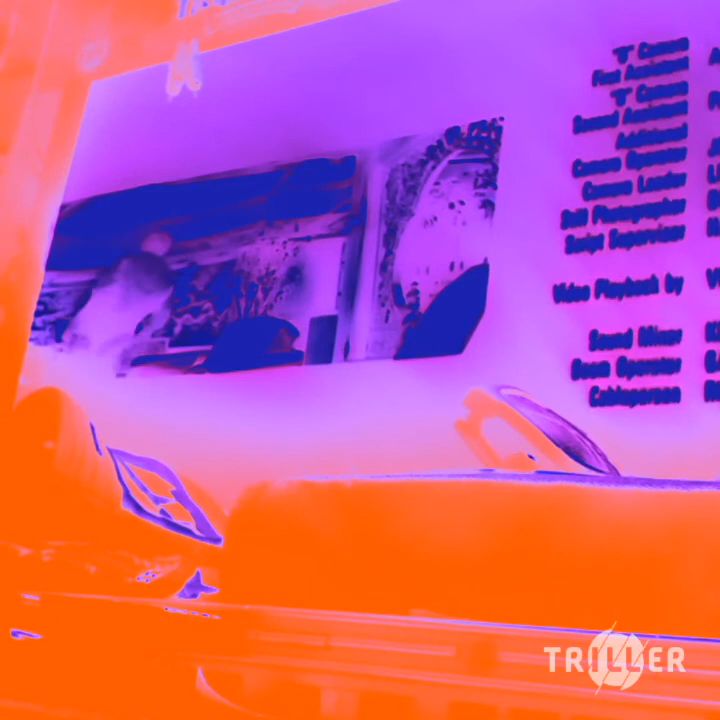 "B" Camera
First Assistant
"B" Camera
Second Assistant
Additional
Camera Operator
Camera Loader
Still Photographer
Script Supervisor
Video Playback by
Sound Mixer
Boom Operator
Cableperson
TRILLER